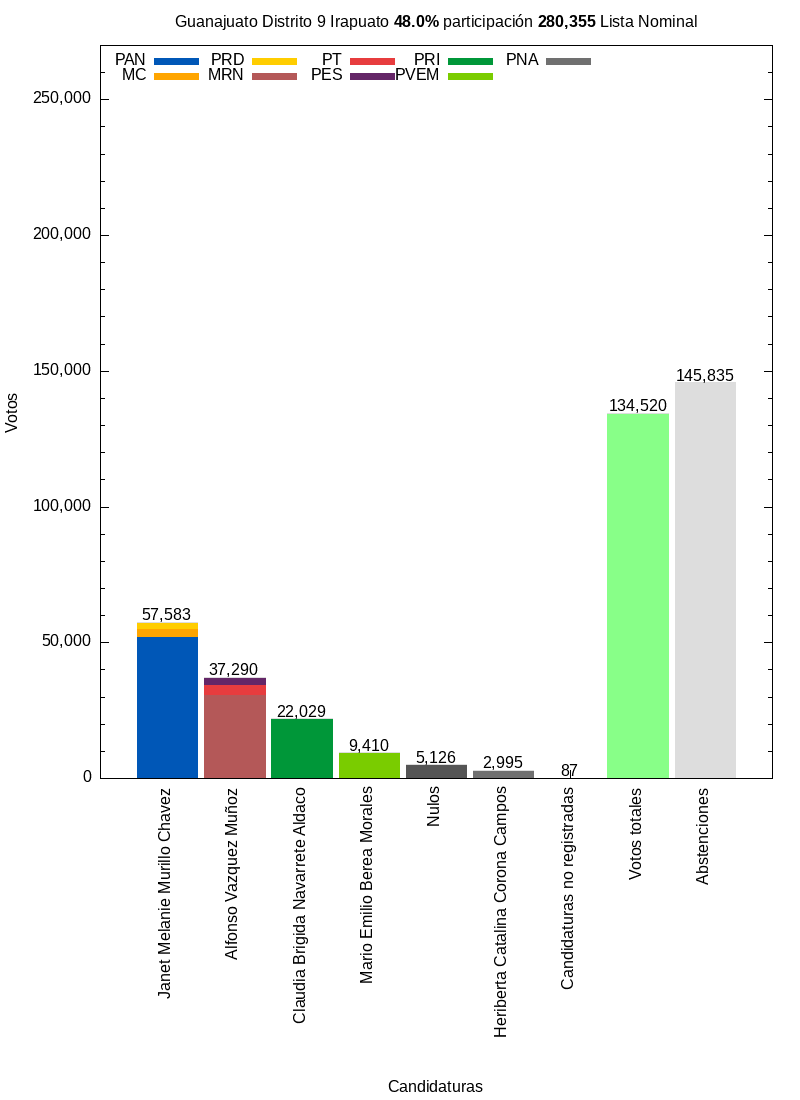 Guanajuato Distrito 9 Irapuato 48.0% participación 280,355 Lista Nominal
PAN PRD PT PRI PNA
MC MRN PES PVEM
250,000
200,000
150,000
100,000
50,000
0
Votos
57,583
37,290
22,029
9,410
5,126
2,995
87
134,520
145,835
Janet Melanie Murillo Chavez
Alfonso Vazquez Muñoz
Claudia Brigida Navarrete Aldaco
Mario Emilio Berea Morales
Nulos
Heriberta Catalina Corona Campos
Candidaturas no registradas
Votos totales
Abstenciones
Candidaturas